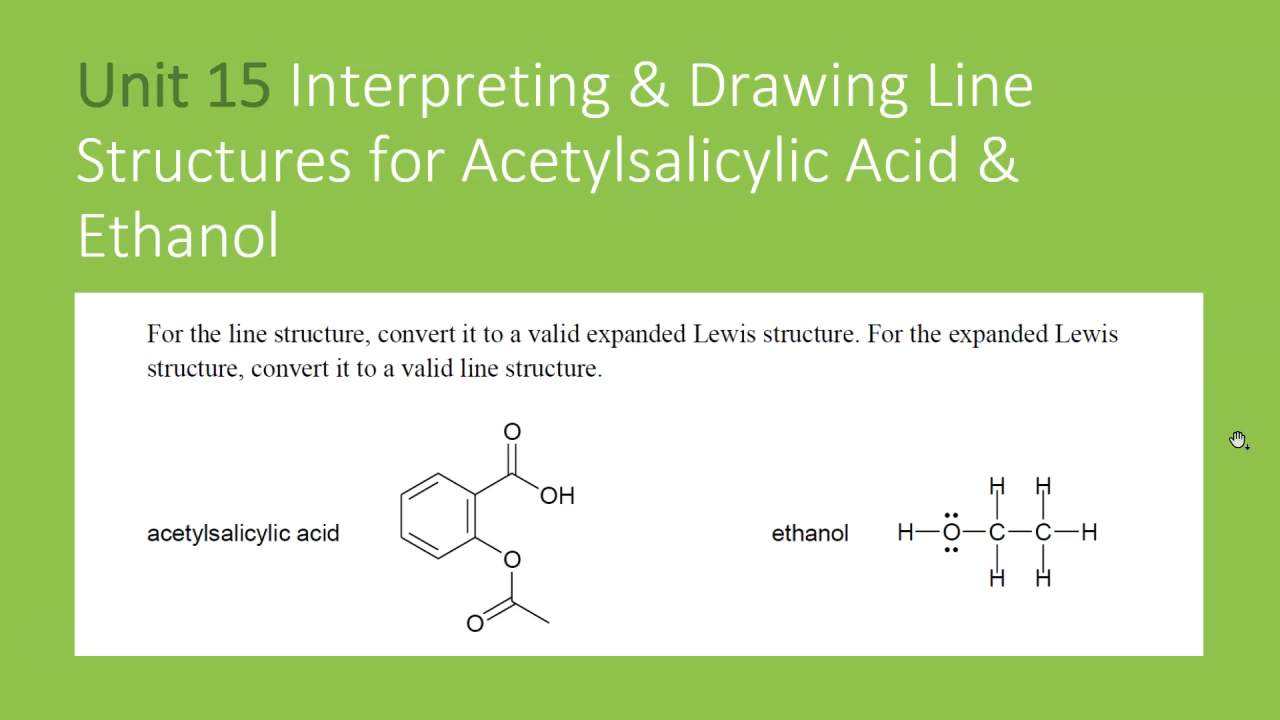 Unit 15 Interpreting & Drawing Line
Structures for Acetylsalicylic Acid &
Ethanol
For the line structure, convert it to a valid expanded Lewis structure. For the expanded Lewis
structure, convert it to a valid line structure.
O
OH
acetylsalicylic acid
O
O
H H
ethanol H O C C H
H H